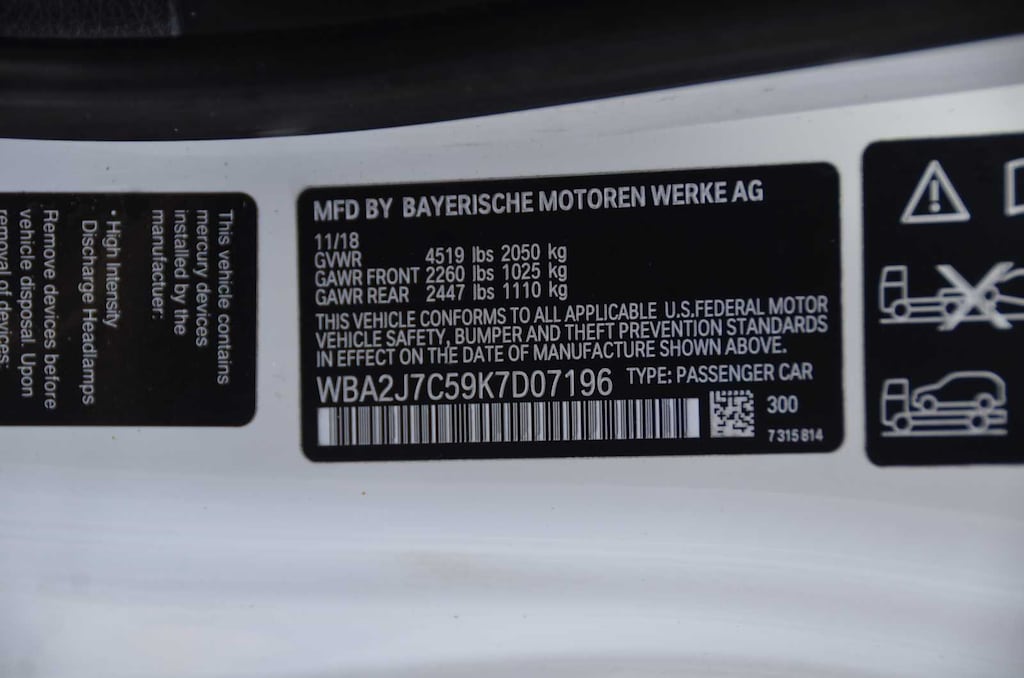 This vehicle contains
mercury devices
installed by the
manufacturer:
• High Intensity
Discharge Headlamps
Remove devices before
vehicle disposal. Upon
removal of devices:
MFD BY BAYERISCHE MOTOREN WERKE AG
11/18
GVWR 4519 lbs 2050 kg
GAWR FRONT 2260 lbs 1025 kg
GAWR REAR 2447 lbs 1110 kg
THIS VEHICLE CONFORMS TO ALL APPLICABLE U.S.FEDERAL MOTOR
VEHICLE SAFETY, BUMPER AND THEFT PREVENTION STANDARDS
IN EFFECT ON THE DATE OF MANUFACTURE SHOWN ABOVE.
WBA2J7C59K7D07196 TYPE: PASSENGER CAR
300
7 315 814